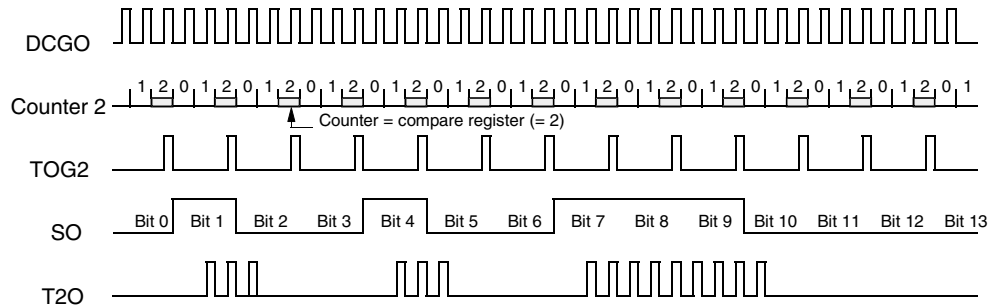 DCGO
1 2 0 1 2 0 1 2 0 1 2 0 1 2 0 1 2 0 1 2 0 1 2 0 1 2 0 1 2 0 1 2 0 1 2 0 1 2 0 1
Counter 2
Counter = compare register (= 2)
TOG2
Bit 0 Bit 1 Bit 2 Bit 3 Bit 4 Bit 5 Bit 6 Bit 7 Bit 8 Bit 9 Bit 10 Bit 11 Bit 12 Bit 13
SO
T2O